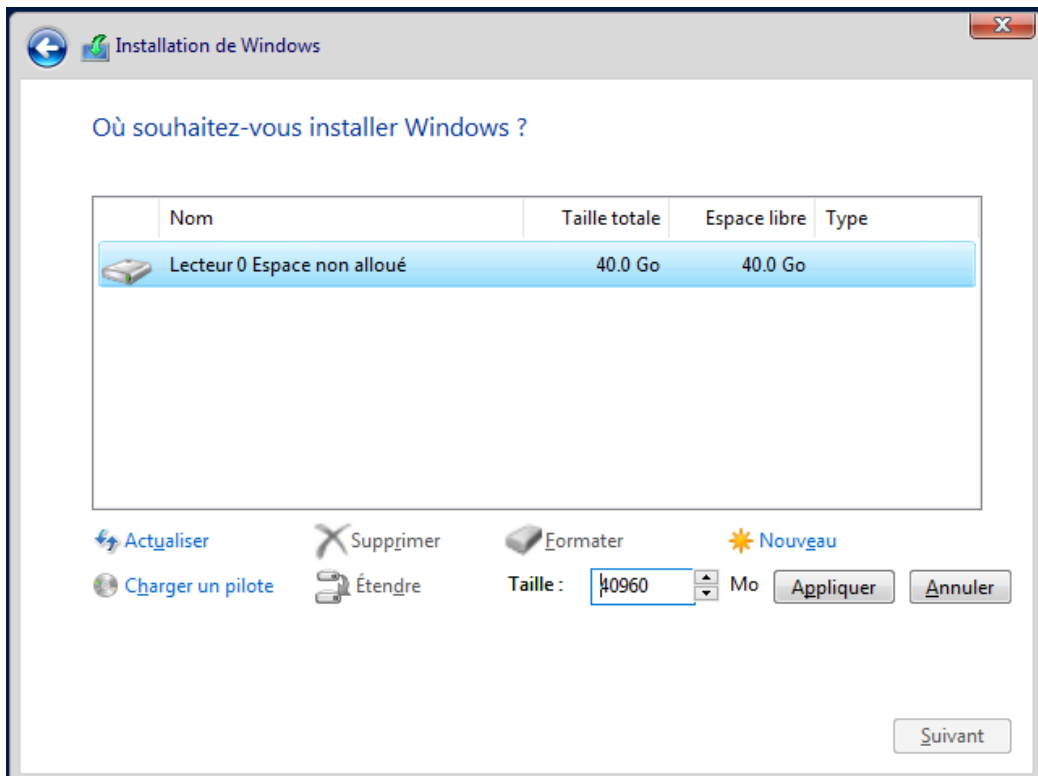 Installation de Windows
Où souhaitez-vous installer Windows ?
Nom Taille totale Espace libre Type
Lecteur 0 Espace non alloué 40.0 Go 40.0 Go
Actualiser Supprimer Formater Nouveau
Charger un pilote Étendre Taille : 40960 Mo Appliquer Annuler
Suivant